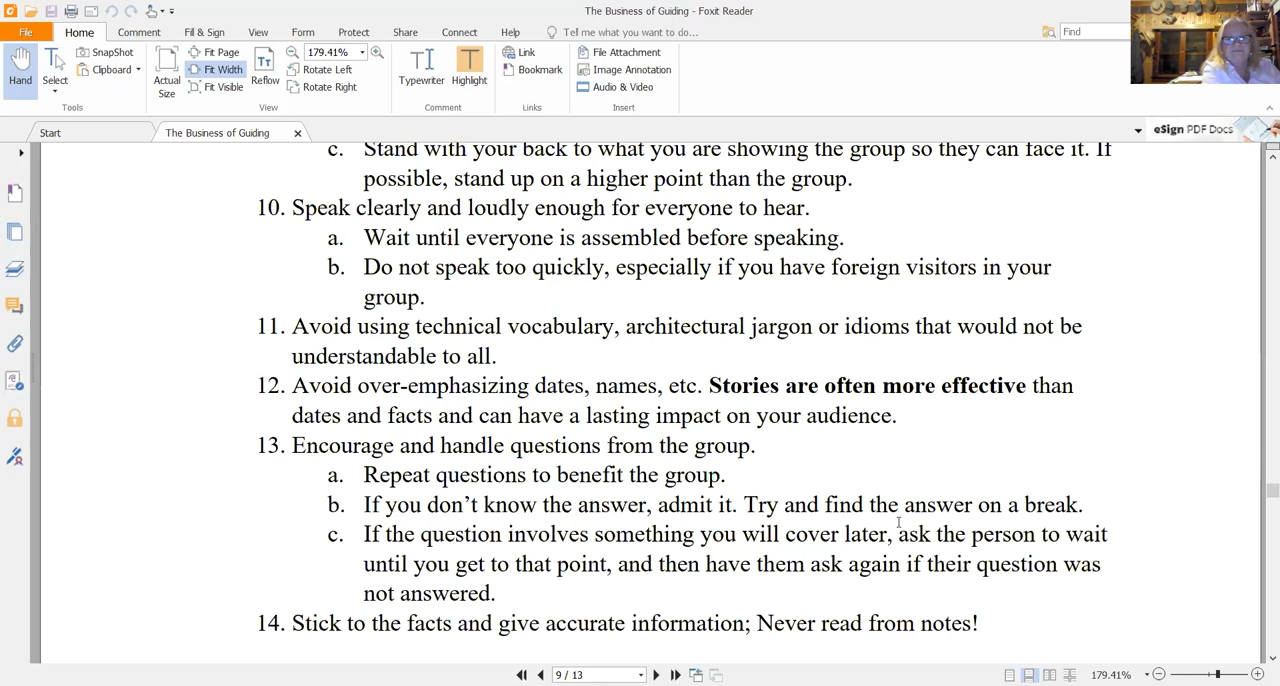 The Business of Guiding - Foxit Reader
File Home Comment View Form Protect Share Connect Help Tell me what you want to do... Find
Fill & Sign
Hand
Select
SnapShot
Clipboard
Tools
Actual Size
Fit Page
Fit Width
Fit Visible
Reflow
179.41%
Rotate Left
Rotate Right
View
Typewriter
Highlight
Comment
Link
Bookmark
Links
File Attachment
Image Annotation
Audio & Video
Insert
Start
The Business of Guiding
eSign PDF Docs
c. Stand with your back to what you are showing the group so they can face it. If
possible, stand up on a higher point than the group.
10. Speak clearly and loudly enough for everyone to hear.
a. Wait until everyone is assembled before speaking.
b. Do not speak too quickly, especially if you have foreign visitors in your
group.
11. Avoid using technical vocabulary, architectural jargon or idioms that would not be
understandable to all.
12. Avoid over-emphasizing dates, names, etc. Stories are often more effective than
dates and facts and can have a lasting impact on your audience.
13. Encourage and handle questions from the group.
a. Repeat questions to benefit the group.
b. If you don’t know the answer, admit it. Try and find the answer on a break.
c. If the question involves something you will cover later, ask the person to wait
until you get to that point, and then have them ask again if their question was
not answered.
14. Stick to the facts and give accurate information; Never read from notes!
9 / 13
179.41%